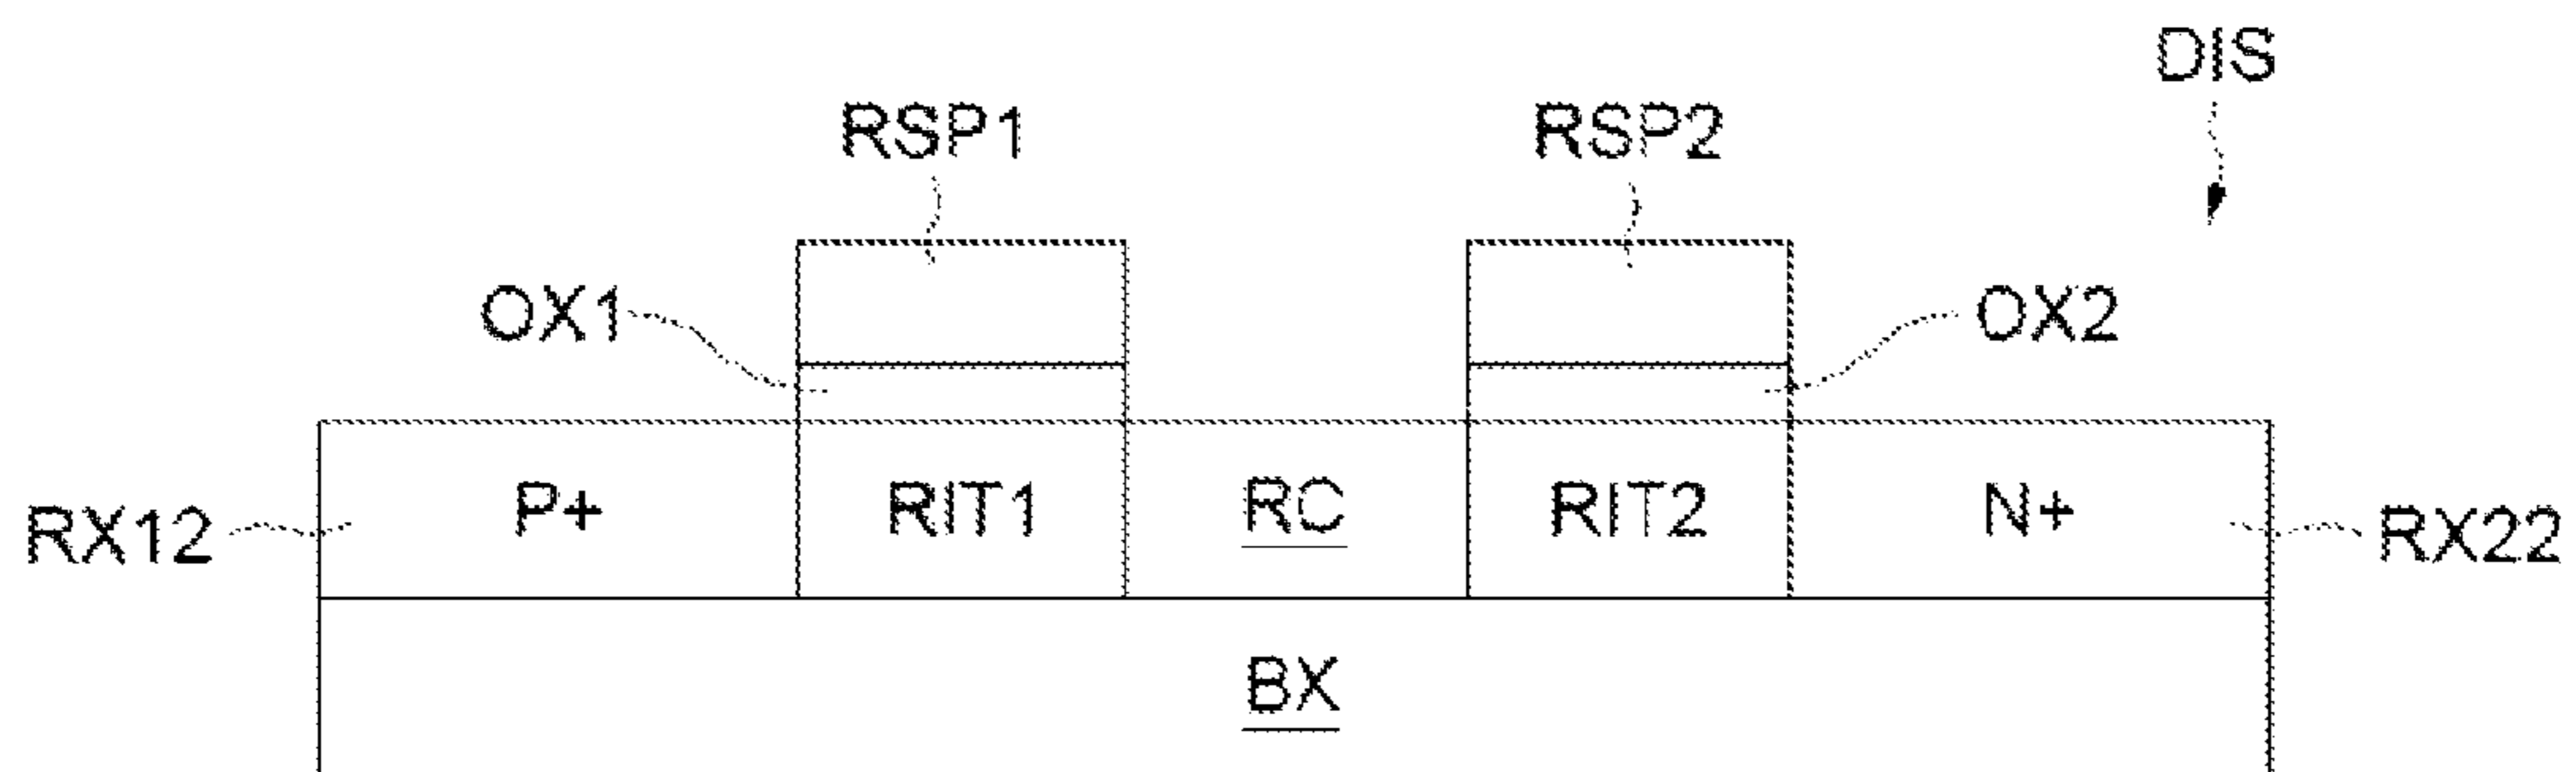 DIS
RSP1 RSP2
OX1 OX2
RX12 P+ RIT1 RC RIT2 N+ RX22
BX